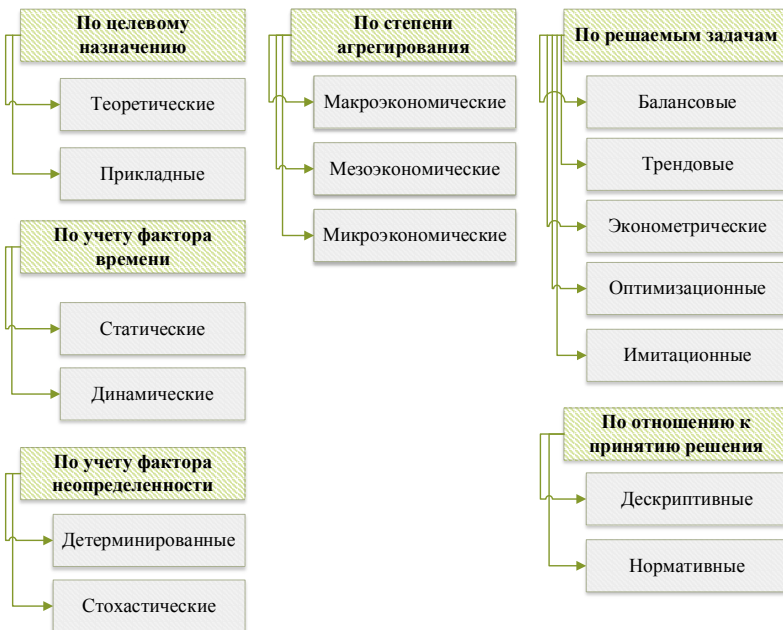 По целевому
назначению
Теоретические
Прикладные
По учету фактора
времени
Статические
Динамические
По учету фактора
неопределенности
Детерминированные
Стохастические
По степени
агрегирования
Макроэкономические
Мезоэкономические
Микроэкономические
По решаемым задачам
Балансовые
Трендовые
Эконометрические
Оптимизационные
Имитационные
По отношению к
принятию решения
Дескриптивные
Нормативные